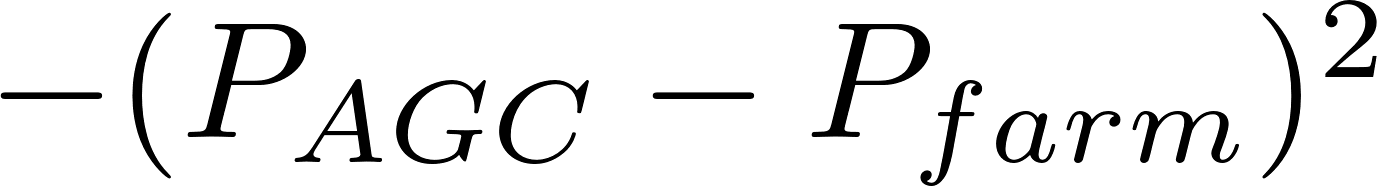 $-(P_{AGC} - P_{farm})^2$